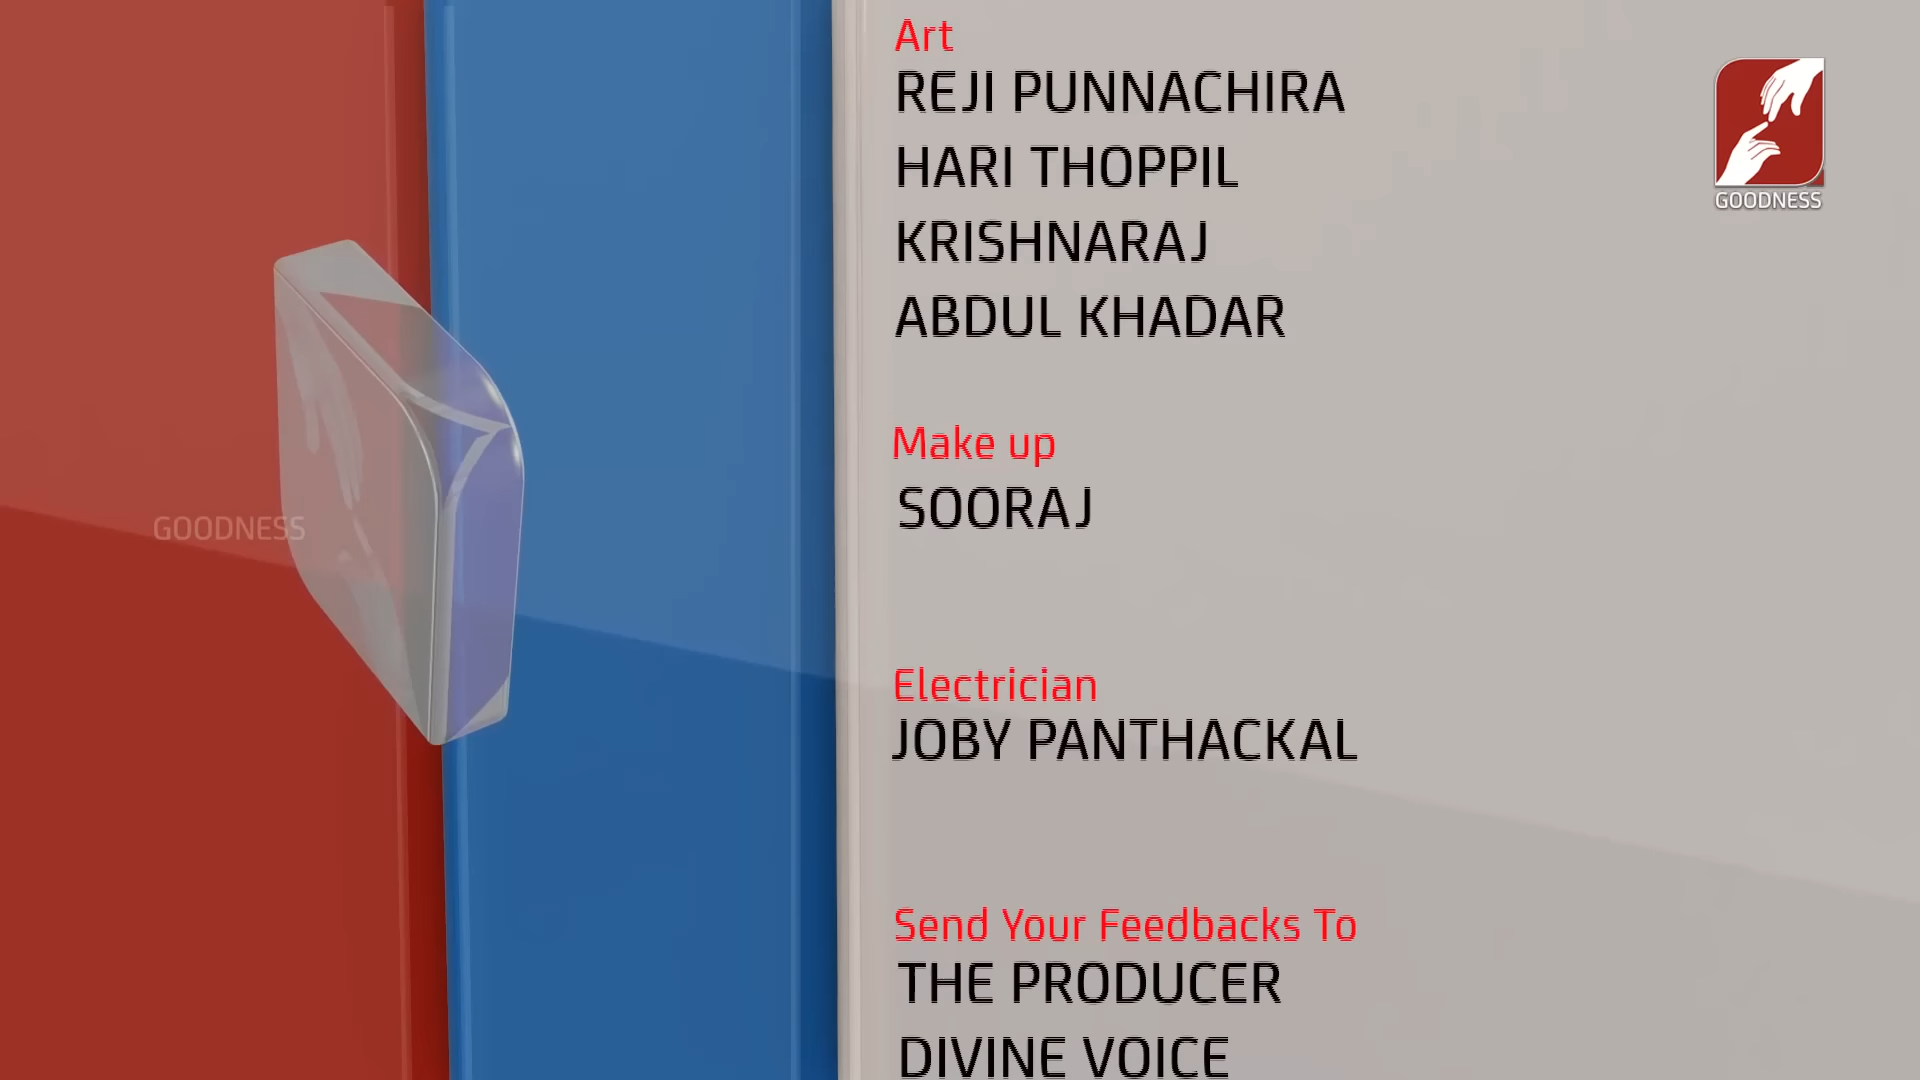 Art
REJI PUNNACHIRA
HARI THOPPIL
KRISHNARAJ
ABDUL KHADAR
Make up
SOORAJ
Electrician
JOBY PANTHACKAL
Send Your Feedbacks To
THE PRODUCER
DIVINE VOICE
GOODNESS
GOODNESS